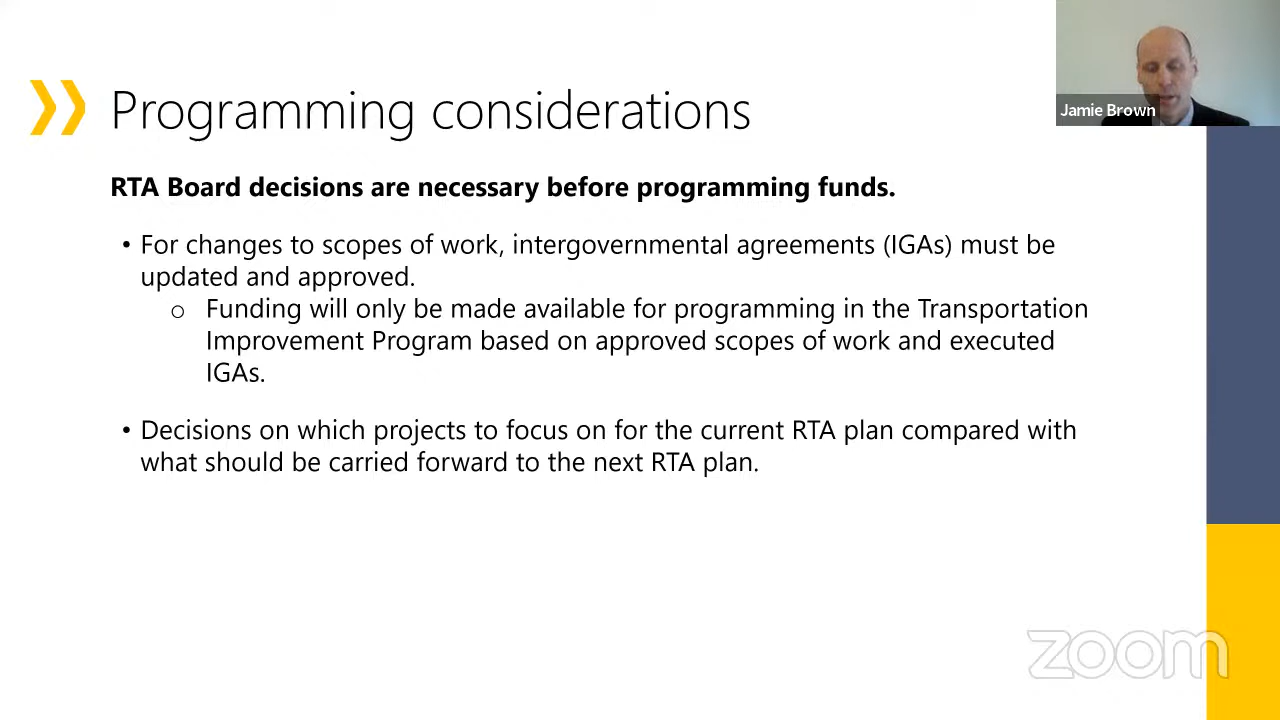 Programming considerations
Jamie Brown
RTA Board decisions are necessary before programming funds.
• For changes to scopes of work, intergovernmental agreements (IGAs) must be
updated and approved.
o Funding will only be made available for programming in the Transportation
Improvement Program based on approved scopes of work and executed
IGAs.
• Decisions on which projects to focus on for the current RTA plan compared with
what should be carried forward to the next RTA plan.
zoom